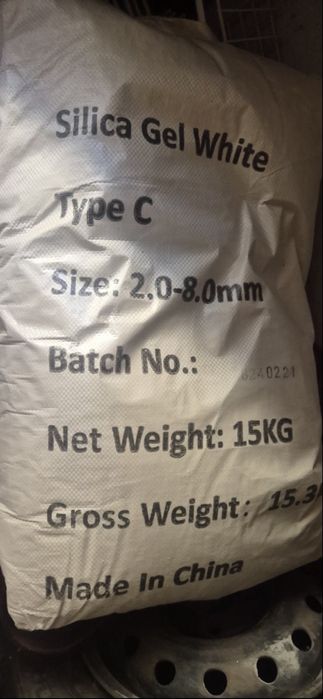 Silica Gel White
Type C
Size: 2.0-8.0mm
Batch No.:
Net Weight: 15KG
Gross Weight: 15.3
Made In China